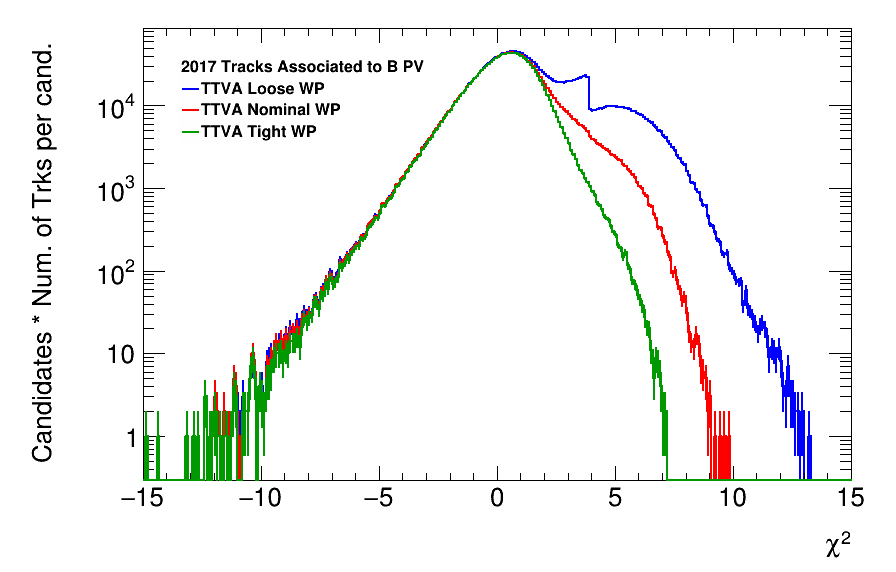 Candidates * Num. of Trks per cand.
2017 Tracks Associated to B PV
TTVA Loose WP
TTVA Nominal WP
TTVA Tight WP
10⁴
10³
10²
10
1
−15 −10 −5 0 5 10 15
χ²